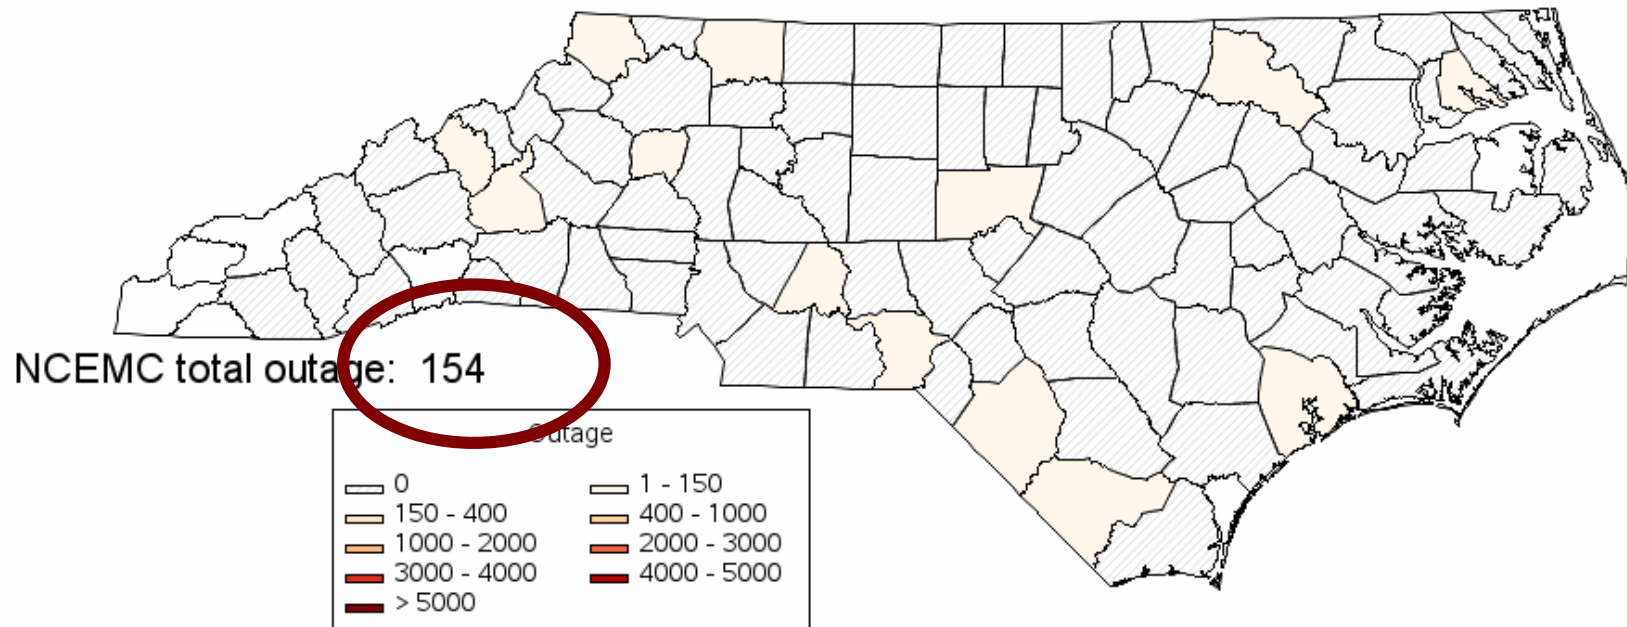 NCEMC total outage: 154
Outage
0 1 - 150
150 - 400 400 - 1000
1000 - 2000 2000 - 3000
3000 - 4000 4000 - 5000
> 5000